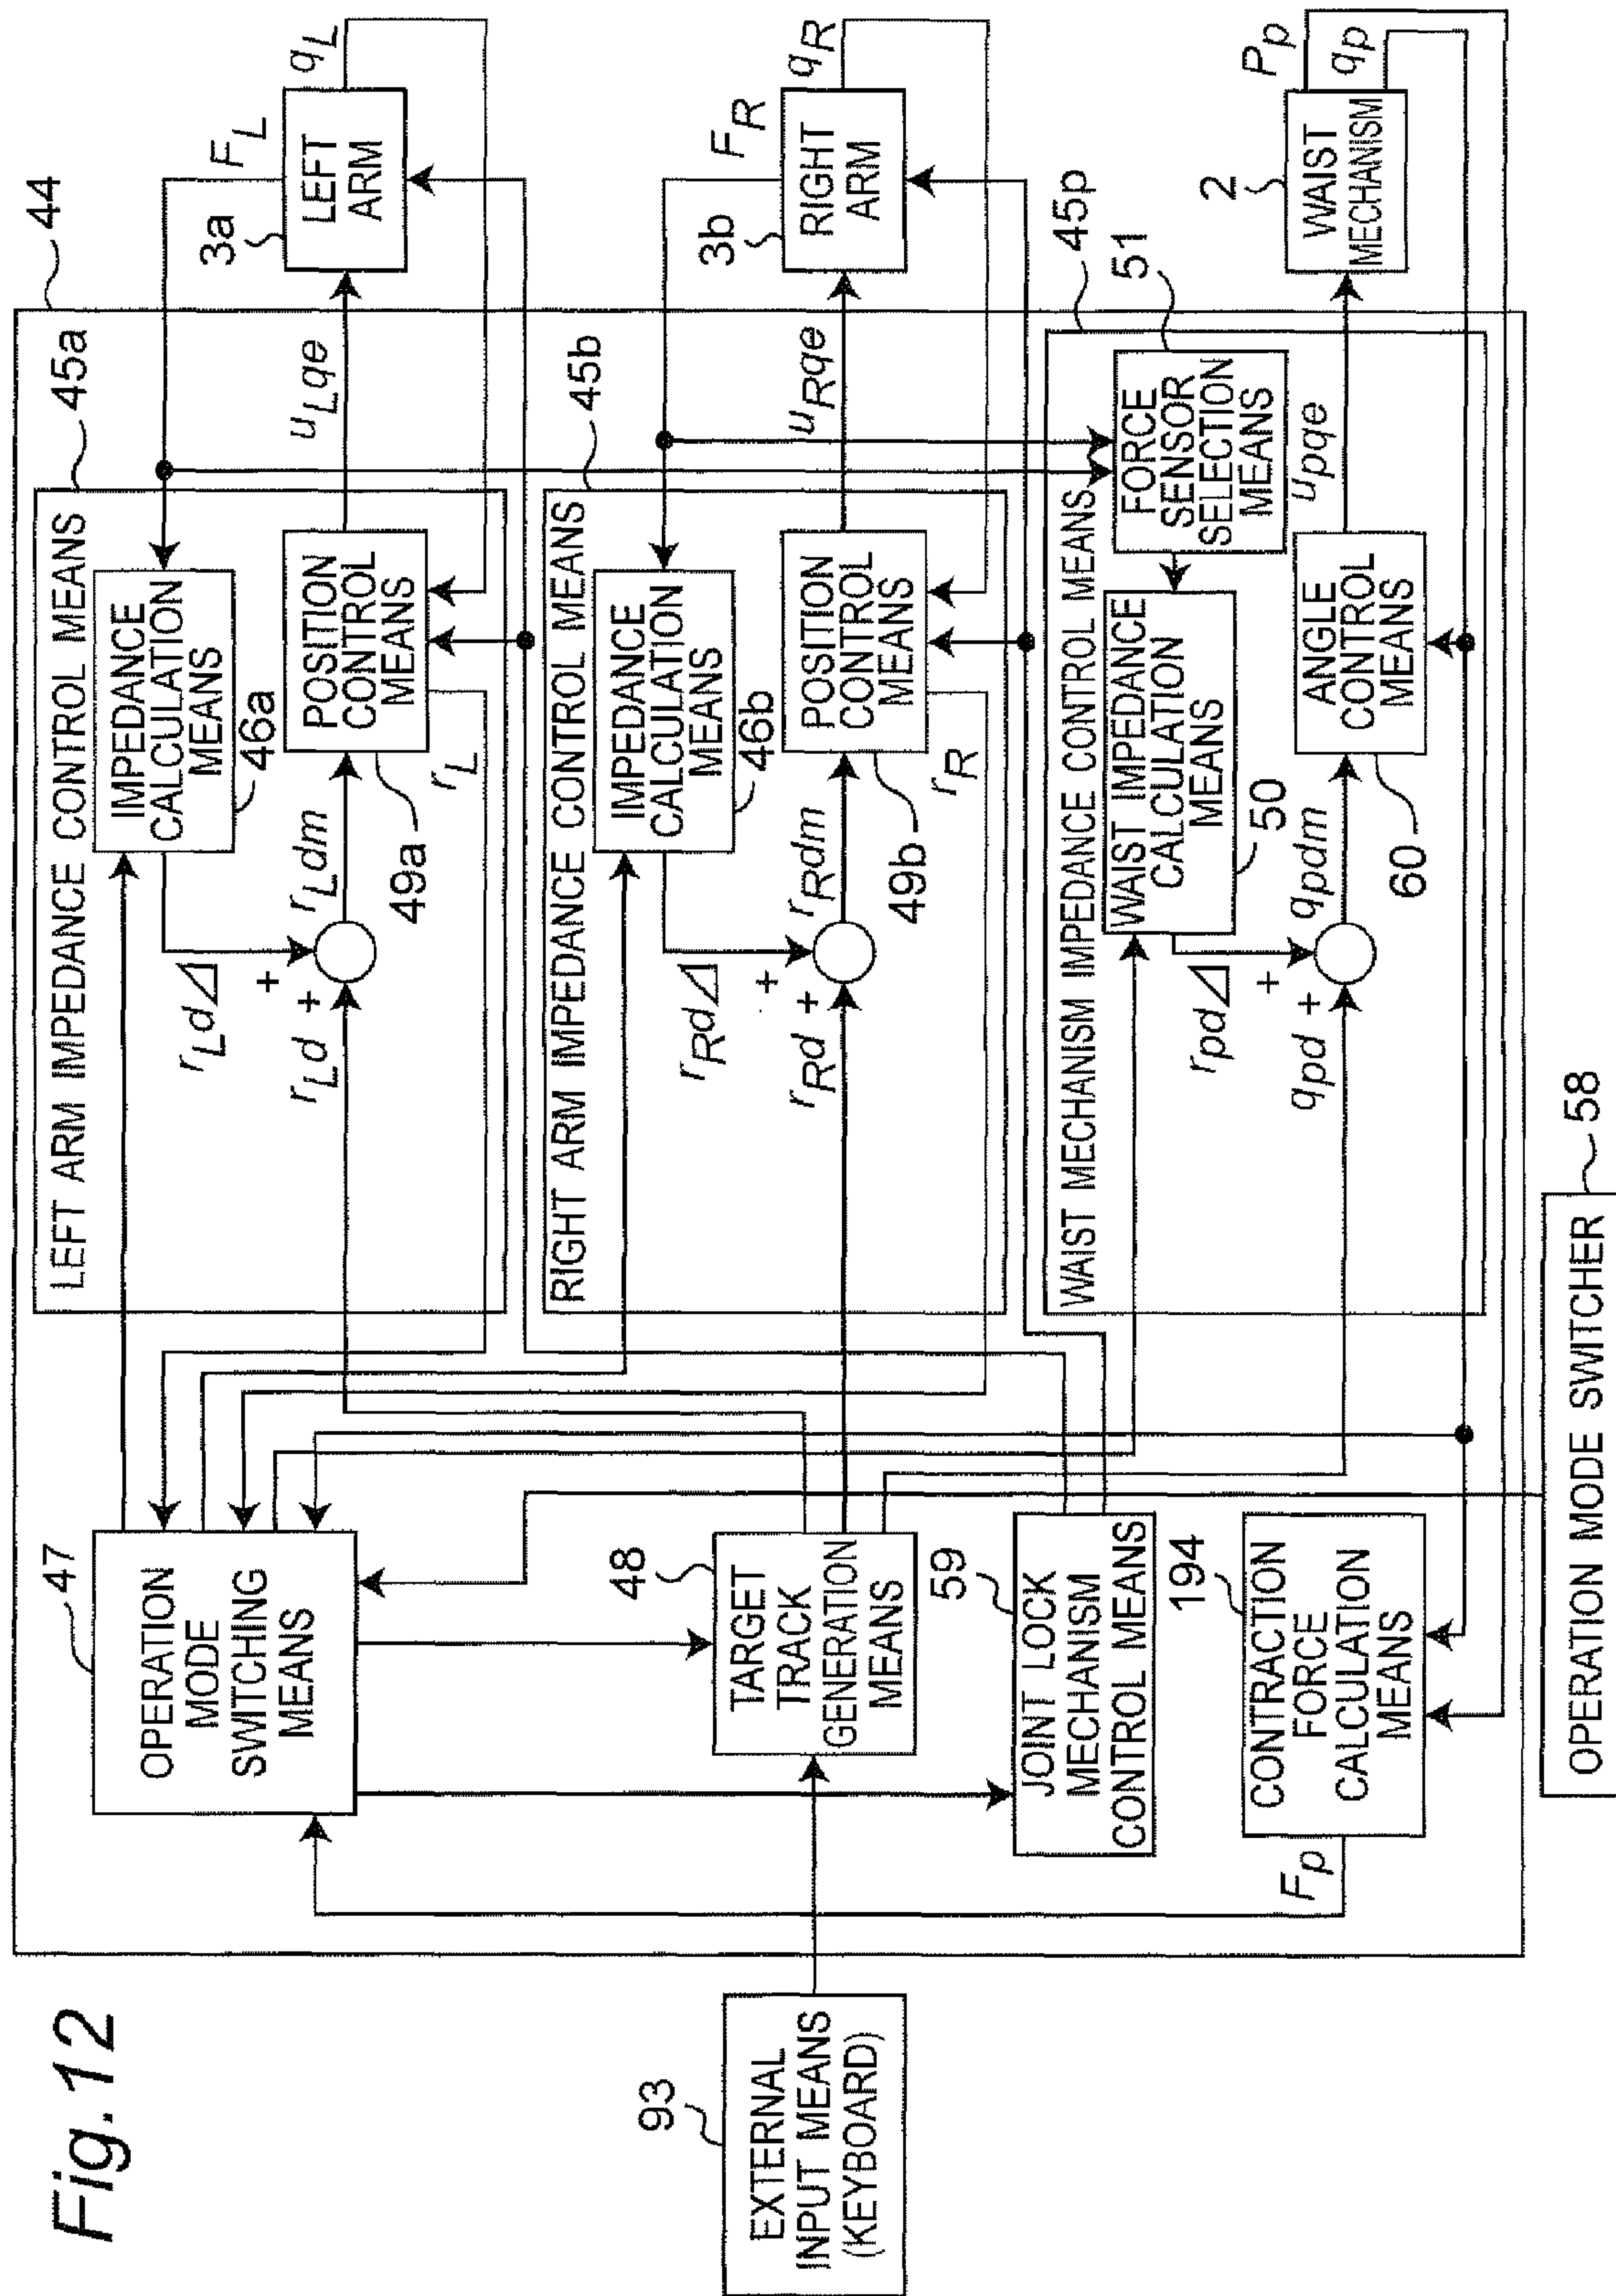 Fig.12
44
47
OPERATION
MODE
SWITCHING
MEANS
45a
LEFT ARM IMPEDANCE CONTROL MEANS
IMPEDANCE
CALCULATION
MEANS
46a
F_L
q_L
3a
LEFT
ARM
r_LdΔ
+
r_Ld +
r_Ldm
POSITION
CONTROL
MEANS
49a
r_L
u_Lqe
45b
RIGHT ARM IMPEDANCE CONTROL MEANS
IMPEDANCE
CALCULATION
MEANS
46b
F_R
q_R
3b
RIGHT
ARM
93
EXTERNAL
INPUT MEANS
(KEYBOARD)
48
TARGET
TRACK
GENERATION
MEANS
r_RdΔ
+
r_Rd +
r_Rdm
POSITION
CONTROL
MEANS
49b
r_R
u_Rqe
59
JOINT LOCK
MECHANISM
CONTROL MEANS
45p
51
WAIST MECHANISM IMPEDANCE CONTROL MEANS
WAIST IMPEDANCE
CALCULATION
MEANS
50
FORCE
SENSOR
SELECTION
MEANS
2
WAIST
MECHANISM
P_p
q_p
194
CONTRACTION
FORCE
CALCULATION
MEANS
F_p
r_pdΔ
+
q_pd +
q_pdm
ANGLE
CONTROL
MEANS
60
u_pqe
OPERATION MODE SWITCHER
58